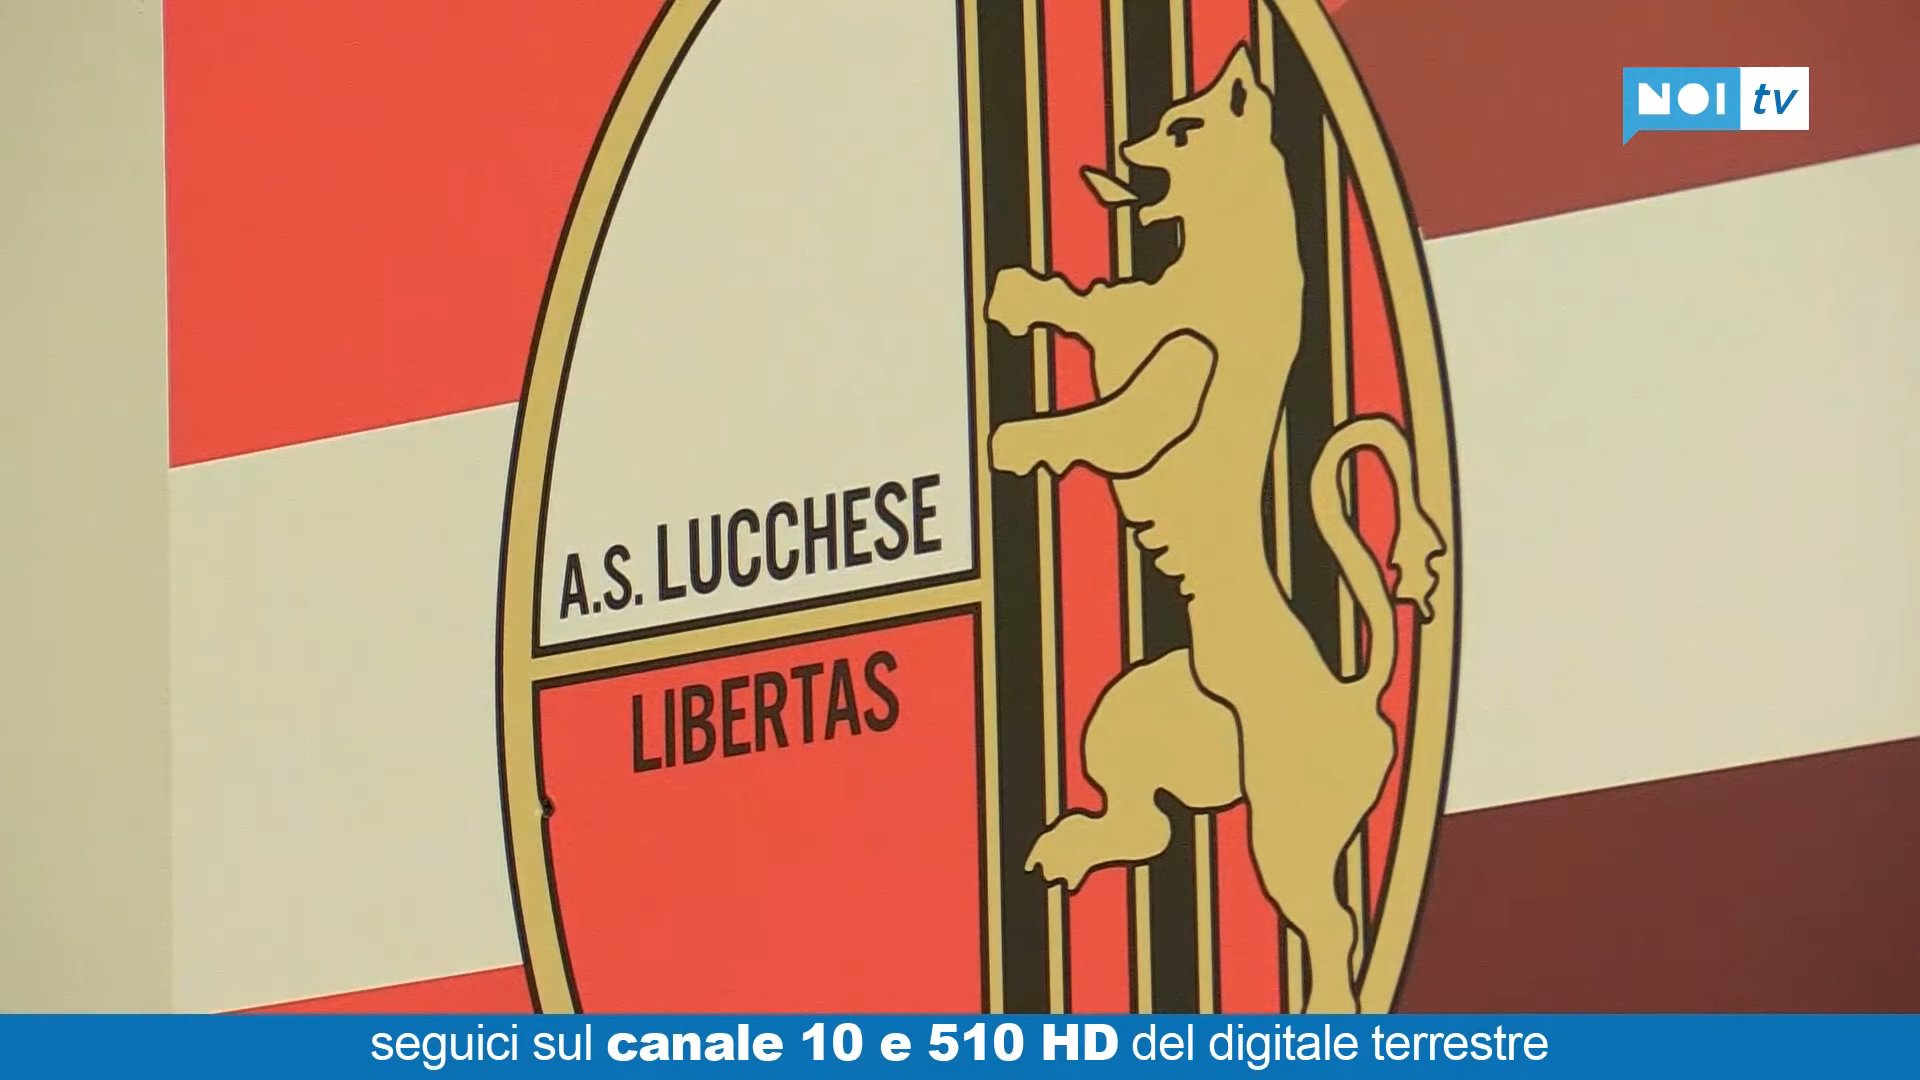 NOI tv
A.S. LUCCHESE
LIBERTAS
seguici sul canale 10 e 510 HD del digitale terrestre